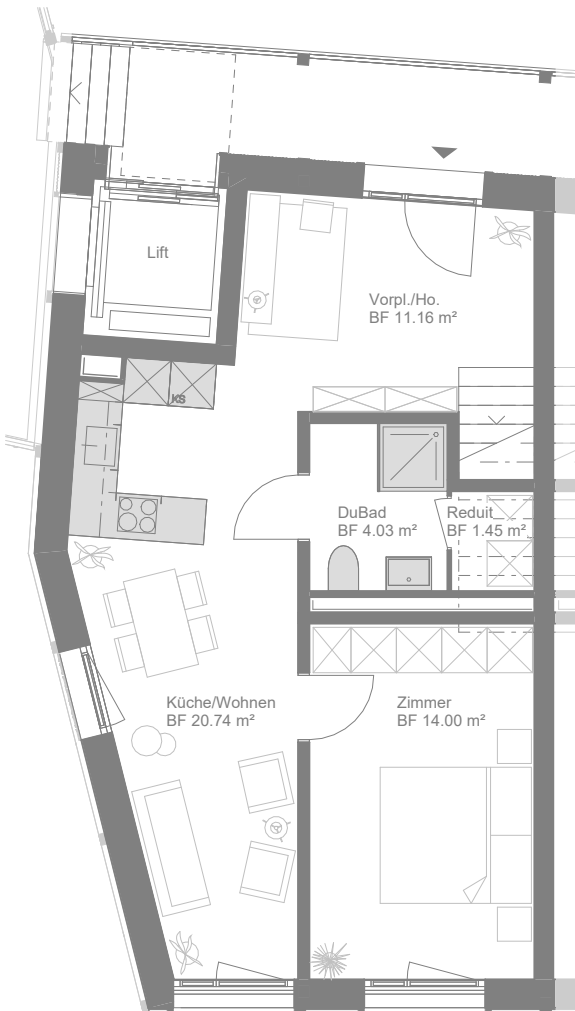 Lift
Vorpl./Ho.
BF 11.16 m²
KS
DuBad
BF 4.03 m²
Reduit
BF 1.45 m²
Küche/Wohnen
BF 20.74 m²
Zimmer
BF 14.00 m²